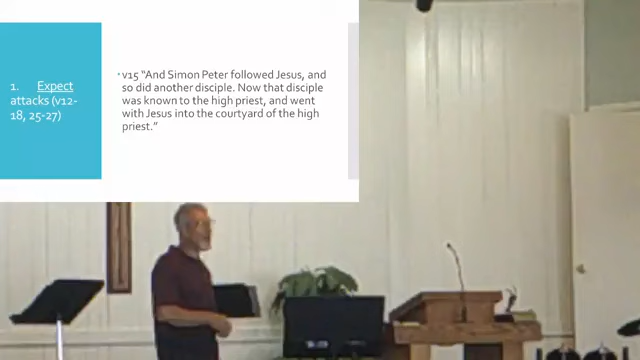 1. Expect
attacks (v12-
18, 25-27)
v15 “And Simon Peter followed Jesus, and
so did another disciple. Now that disciple
was known to the high priest, and went
with Jesus into the courtyard of the high
priest.”